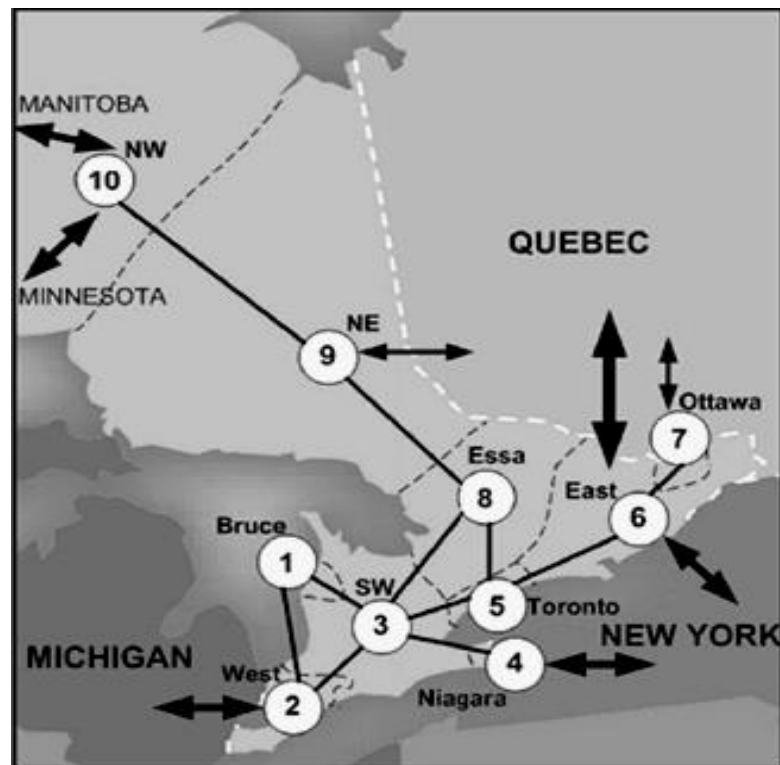 MANITOBA
NW
10
MINNESOTA
QUEBEC
NE
9
Ottawa
7
Essa
8
East
6
Bruce
1
SW
3
5
Toronto
MICHIGAN
West
2
4
Niagara
NEW YORK